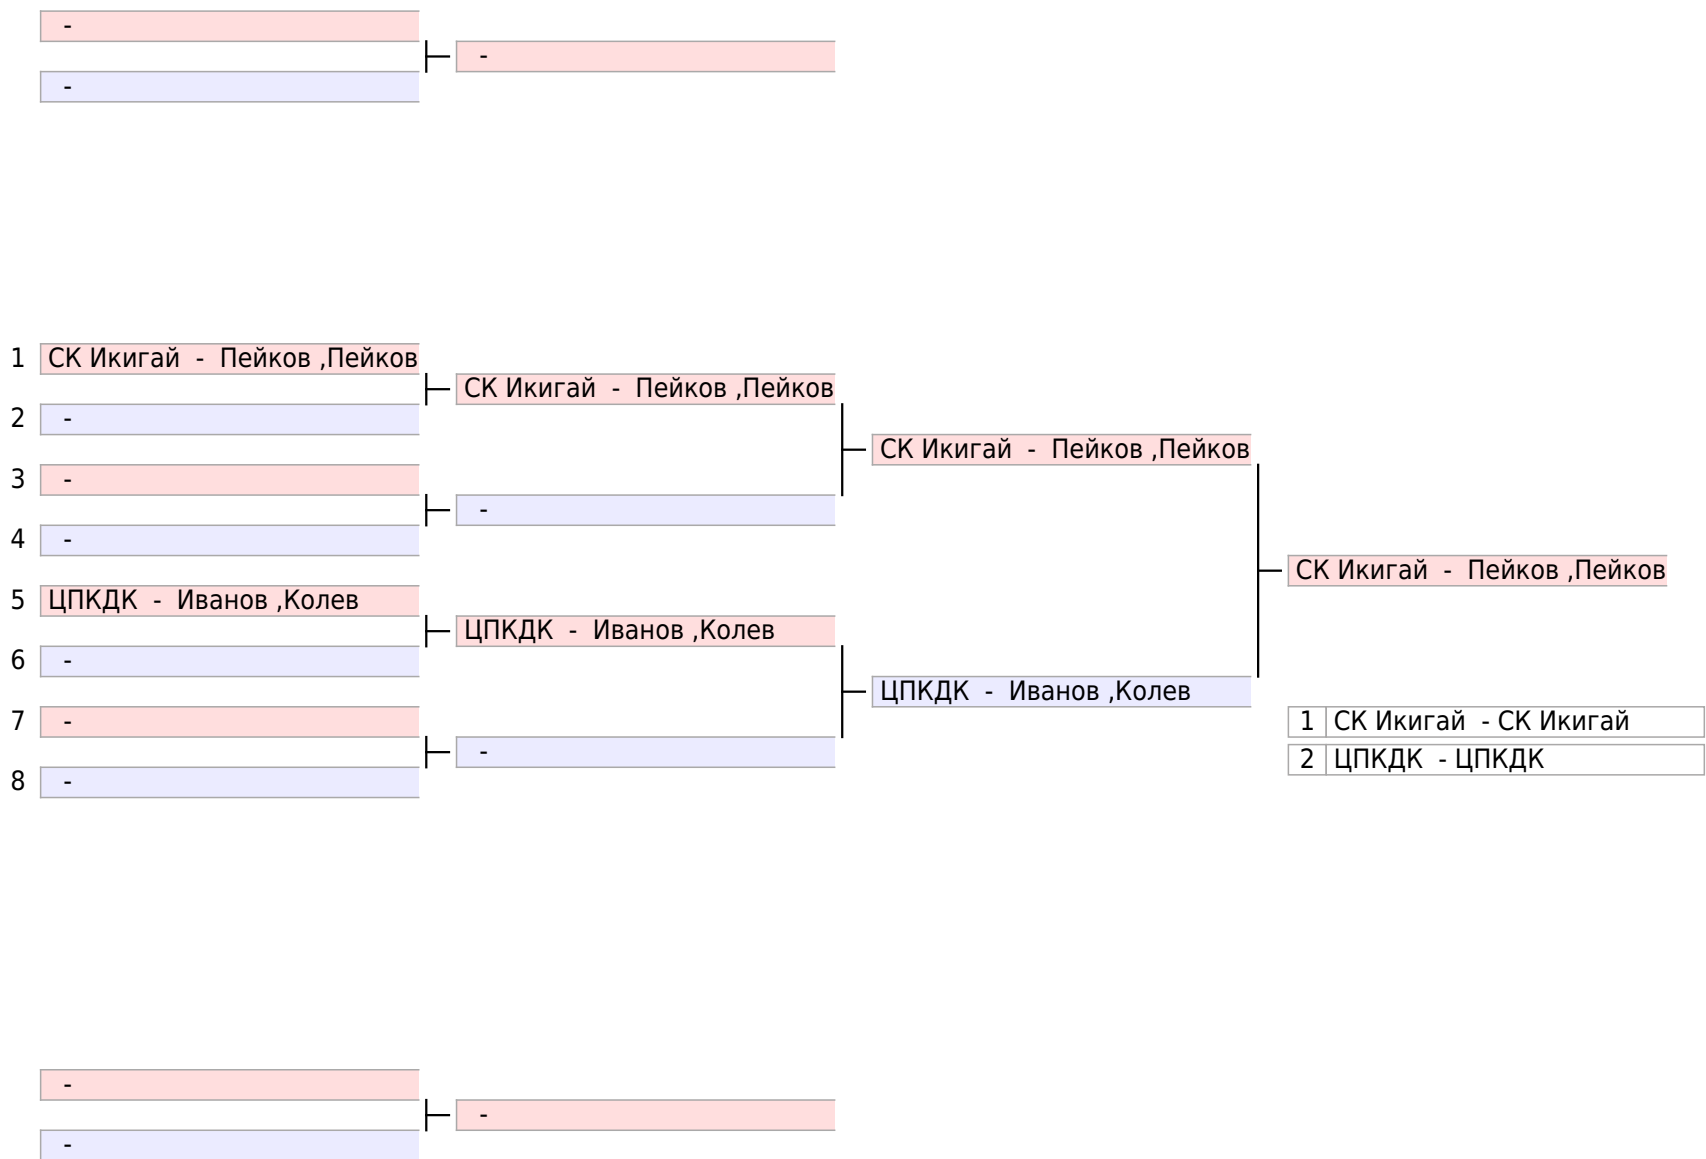 -
-
-
1 СК Икигай - Пейков ,Пейков
СК Икигай - Пейков ,Пейков
2 -
СК Икигай - Пейков ,Пейков
3 -
-
4 -
СК Икигай - Пейков ,Пейков
5 ЦПКДК - Иванов ,Колев
ЦПКДК - Иванов ,Колев
6 -
ЦПКДК - Иванов ,Колев
7 -
1 СК Икигай - СК Икигай
-
2 ЦПКДК - ЦПКДК
8 -
-
-
-